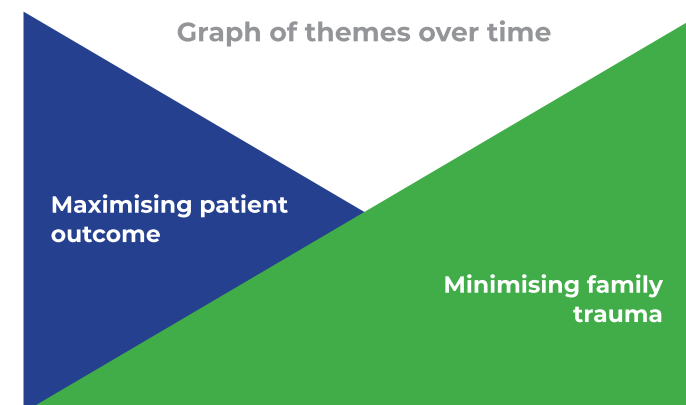 Graph of themes over time
Maximising patient
outcome
Minimising family
trauma